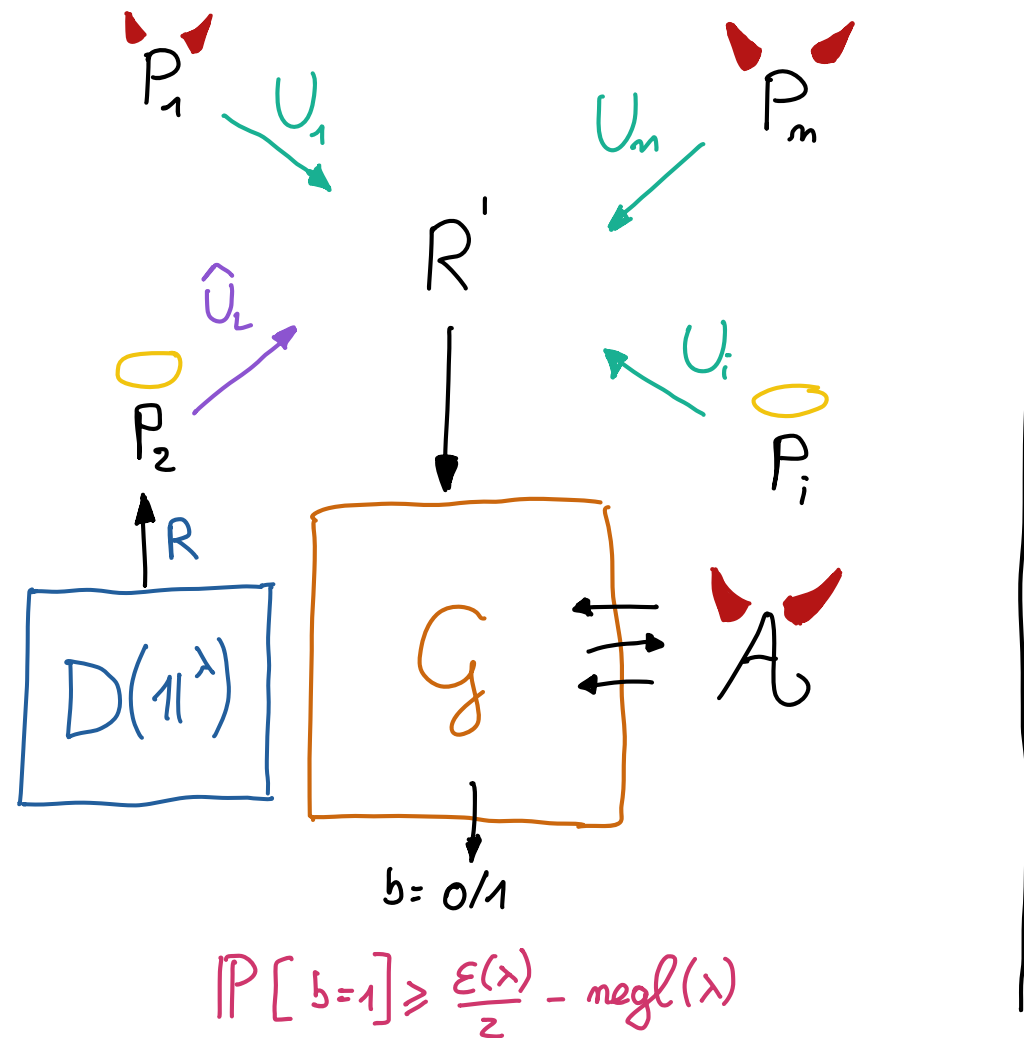 P₁
U₁
Uₘ
Pₘ
R'
Û₂
Uᵢ
P₂
Pᵢ
R
D(1^λ)
G
A
b= 0/1
ℙ[b=1] ⩾ ε(λ)/2 − negl(λ)